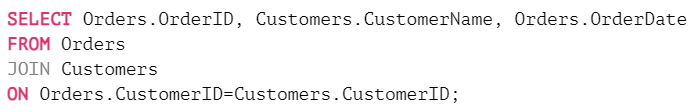 SELECT Orders.OrderID, Customers.CustomerName, Orders.OrderDate
FROM Orders
JOIN Customers
ON Orders.CustomerID=Customers.CustomerID;